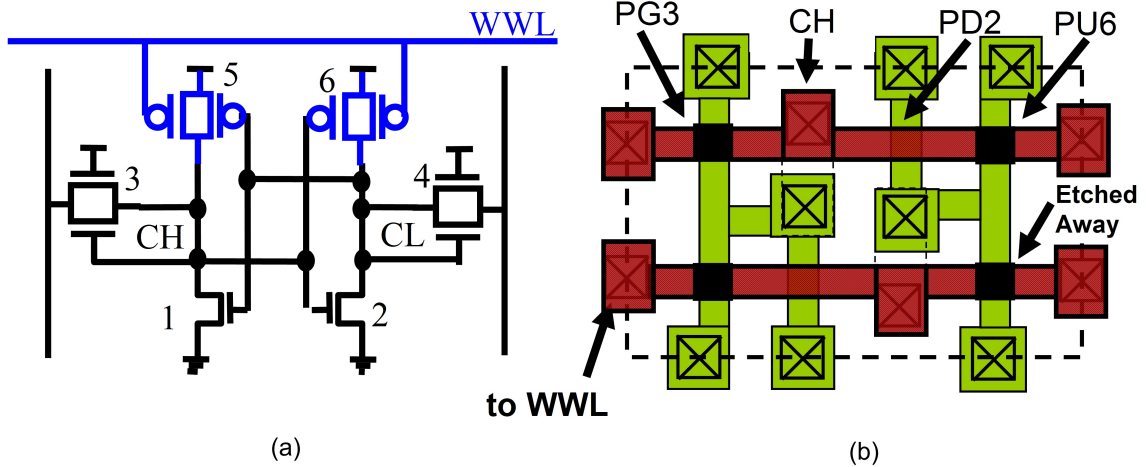 WWL
5
6
3
4
CH
CL
1
2
(a)
PG3
CH
PD2
PU6
Etched
Away
to WWL
(b)